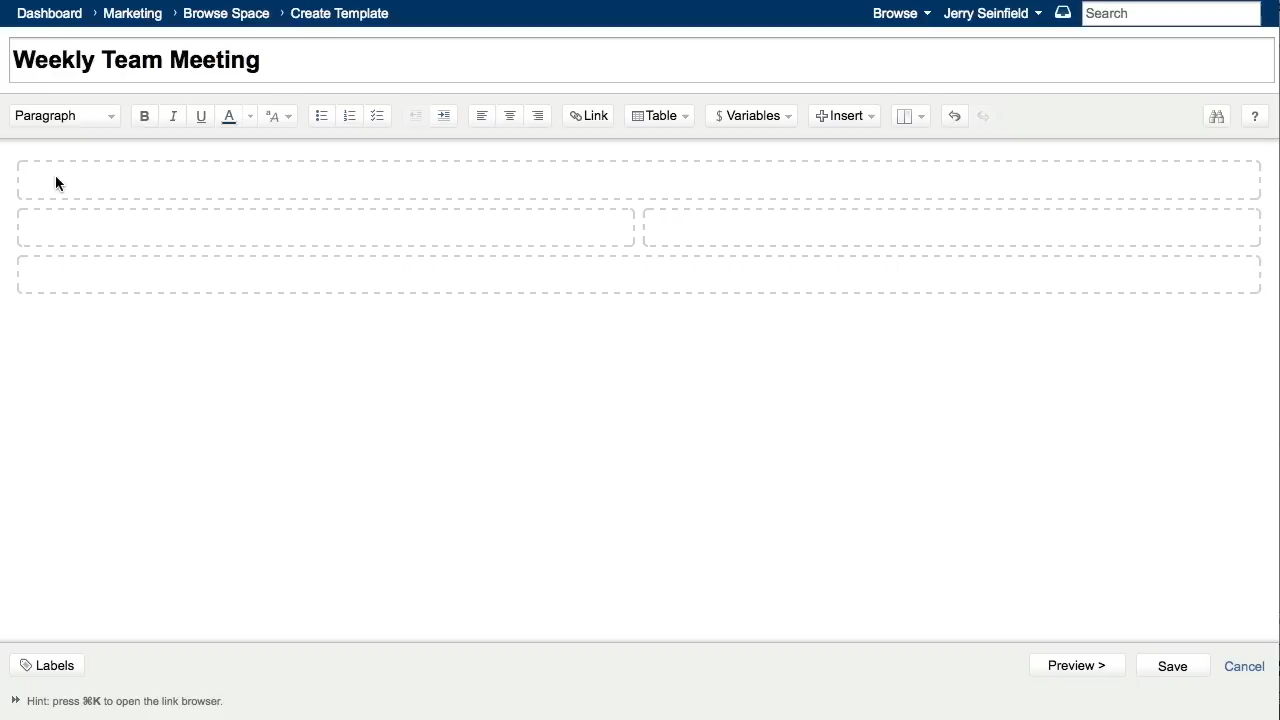 Dashboard › Marketing › Browse Space › Create Template Browse Jerry Seinfield Search
Weekly Team Meeting
Paragraph B I U A ªA Link Table $ Variables Insert ?
Labels Preview > Save Cancel
Hint: press ⌘K to open the link browser.